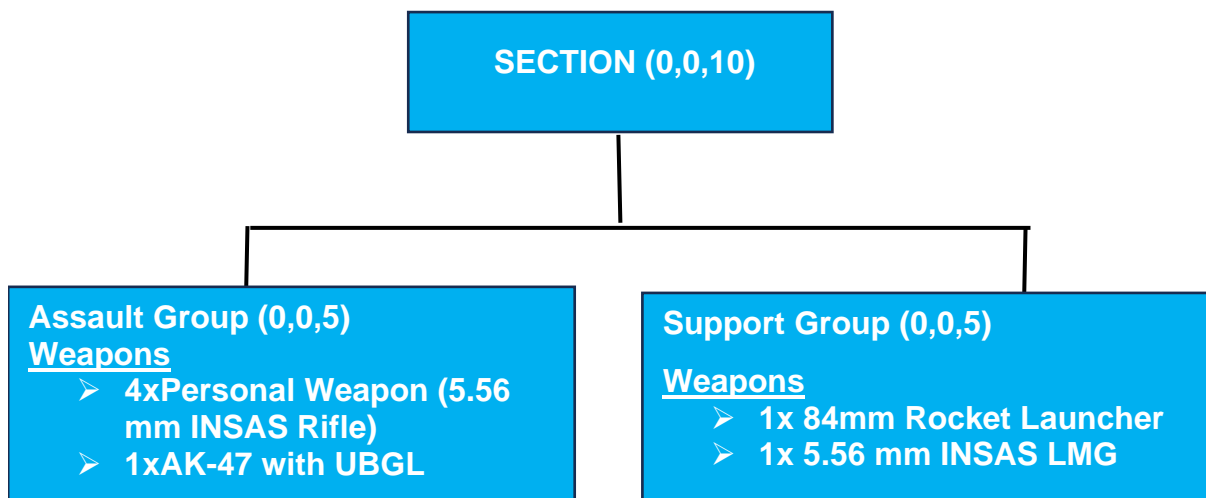 SECTION (0,0,10)
Assault Group (0,0,5)
Weapons
➢ 4xPersonal Weapon (5.56
mm INSAS Rifle)
➢ 1xAK-47 with UBGL
Support Group (0,0,5)
Weapons
➢ 1x 84mm Rocket Launcher
➢ 1x 5.56 mm INSAS LMG